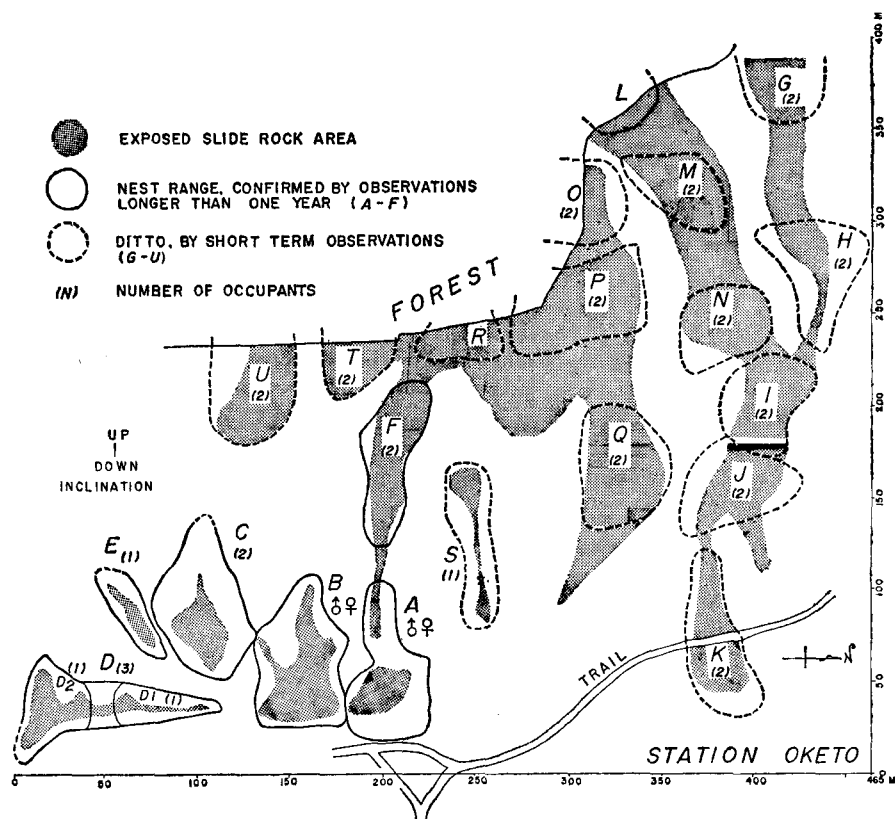 EXPOSED SLIDE ROCK AREA
NEST RANGE, CONFIRMED BY OBSERVATIONS
LONGER THAN ONE YEAR (A-F)
DITTO, BY SHORT TERM OBSERVATIONS
(G-U)
(N) NUMBER OF OCCUPANTS
UP
DOWN
INCLINATION
FOREST
L
G
(2)
M
(2)
O
(2)
H
(2)
P
(2)
N
(2)
R
T
(2)
U
(2)
I
(2)
F
(2)
Q
(2)
J
(2)
S
(1)
E (1)
C
(2)
B
♂♀
A
♂♀
D (3)
(1)
D2
D1 (1)
K
(2)
TRAIL
N
STATION OKETO
0 50 100 150 200 250 300 350 400 465 M
0
50
100
150
200
250
300
350
400 M